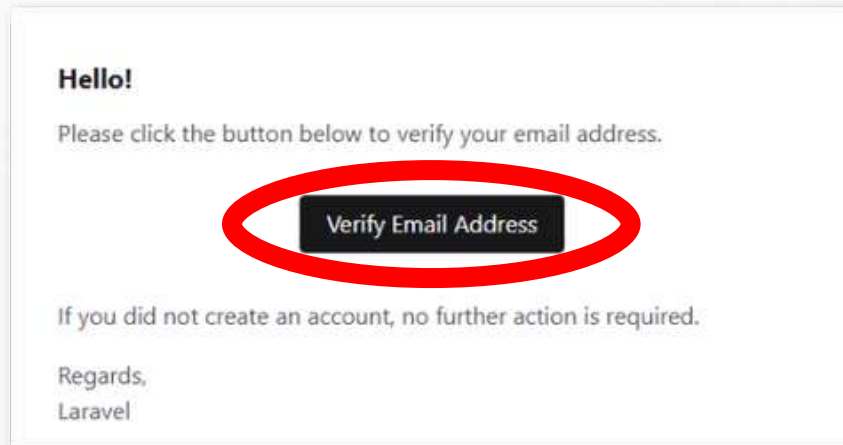 Hello!
Please click the button below to verify your email address.
Verify Email Address
If you did not create an account, no further action is required.
Regards,
Laravel